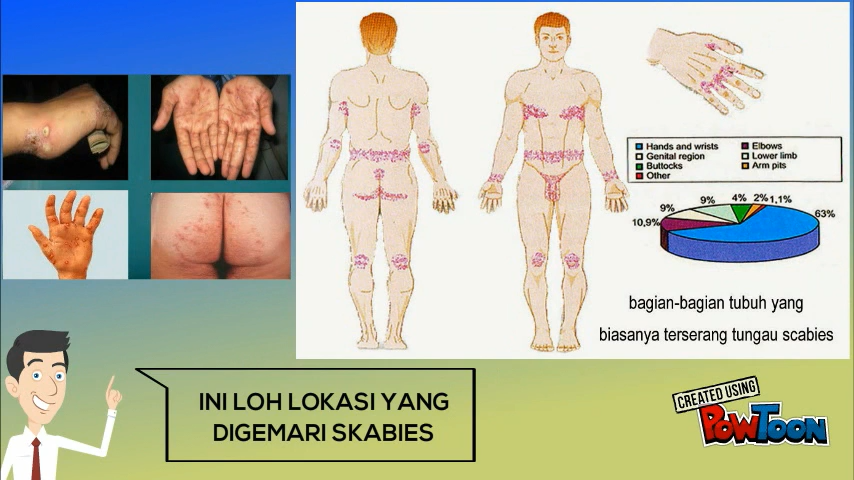 Hands and wrists
Elbows
Genital region
Lower limb
Buttocks
Arm pits
Other
9%
9%
4%
2%
1,1%
10,9%
63%
bagian-bagian tubuh yang
biasanya terserang tungau scabies
INI LOH LOKASI YANG
DIGEMARI SKABIES
CREATED USING
POWTOON